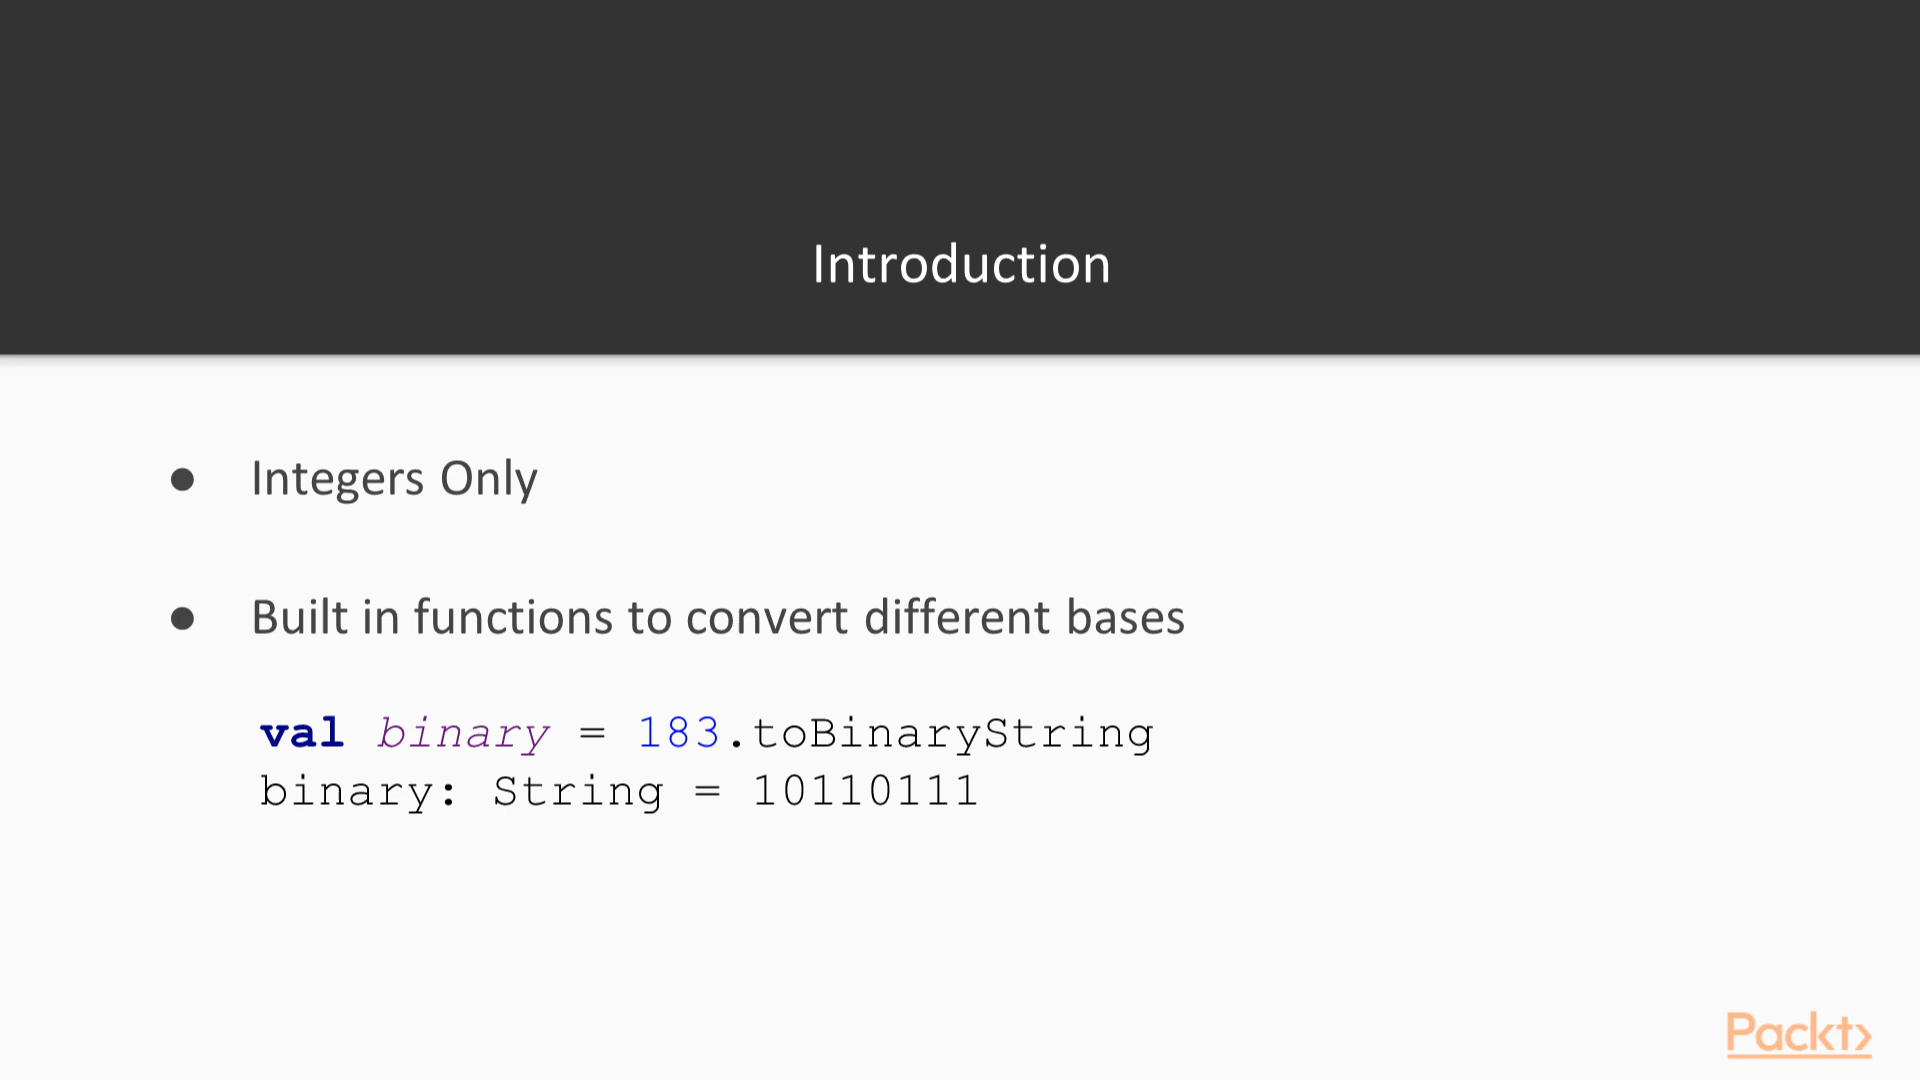 Introduction
● Integers Only
● Built in functions to convert different bases
val binary = 183.toBinaryString
binary: String = 10110111
Packt>